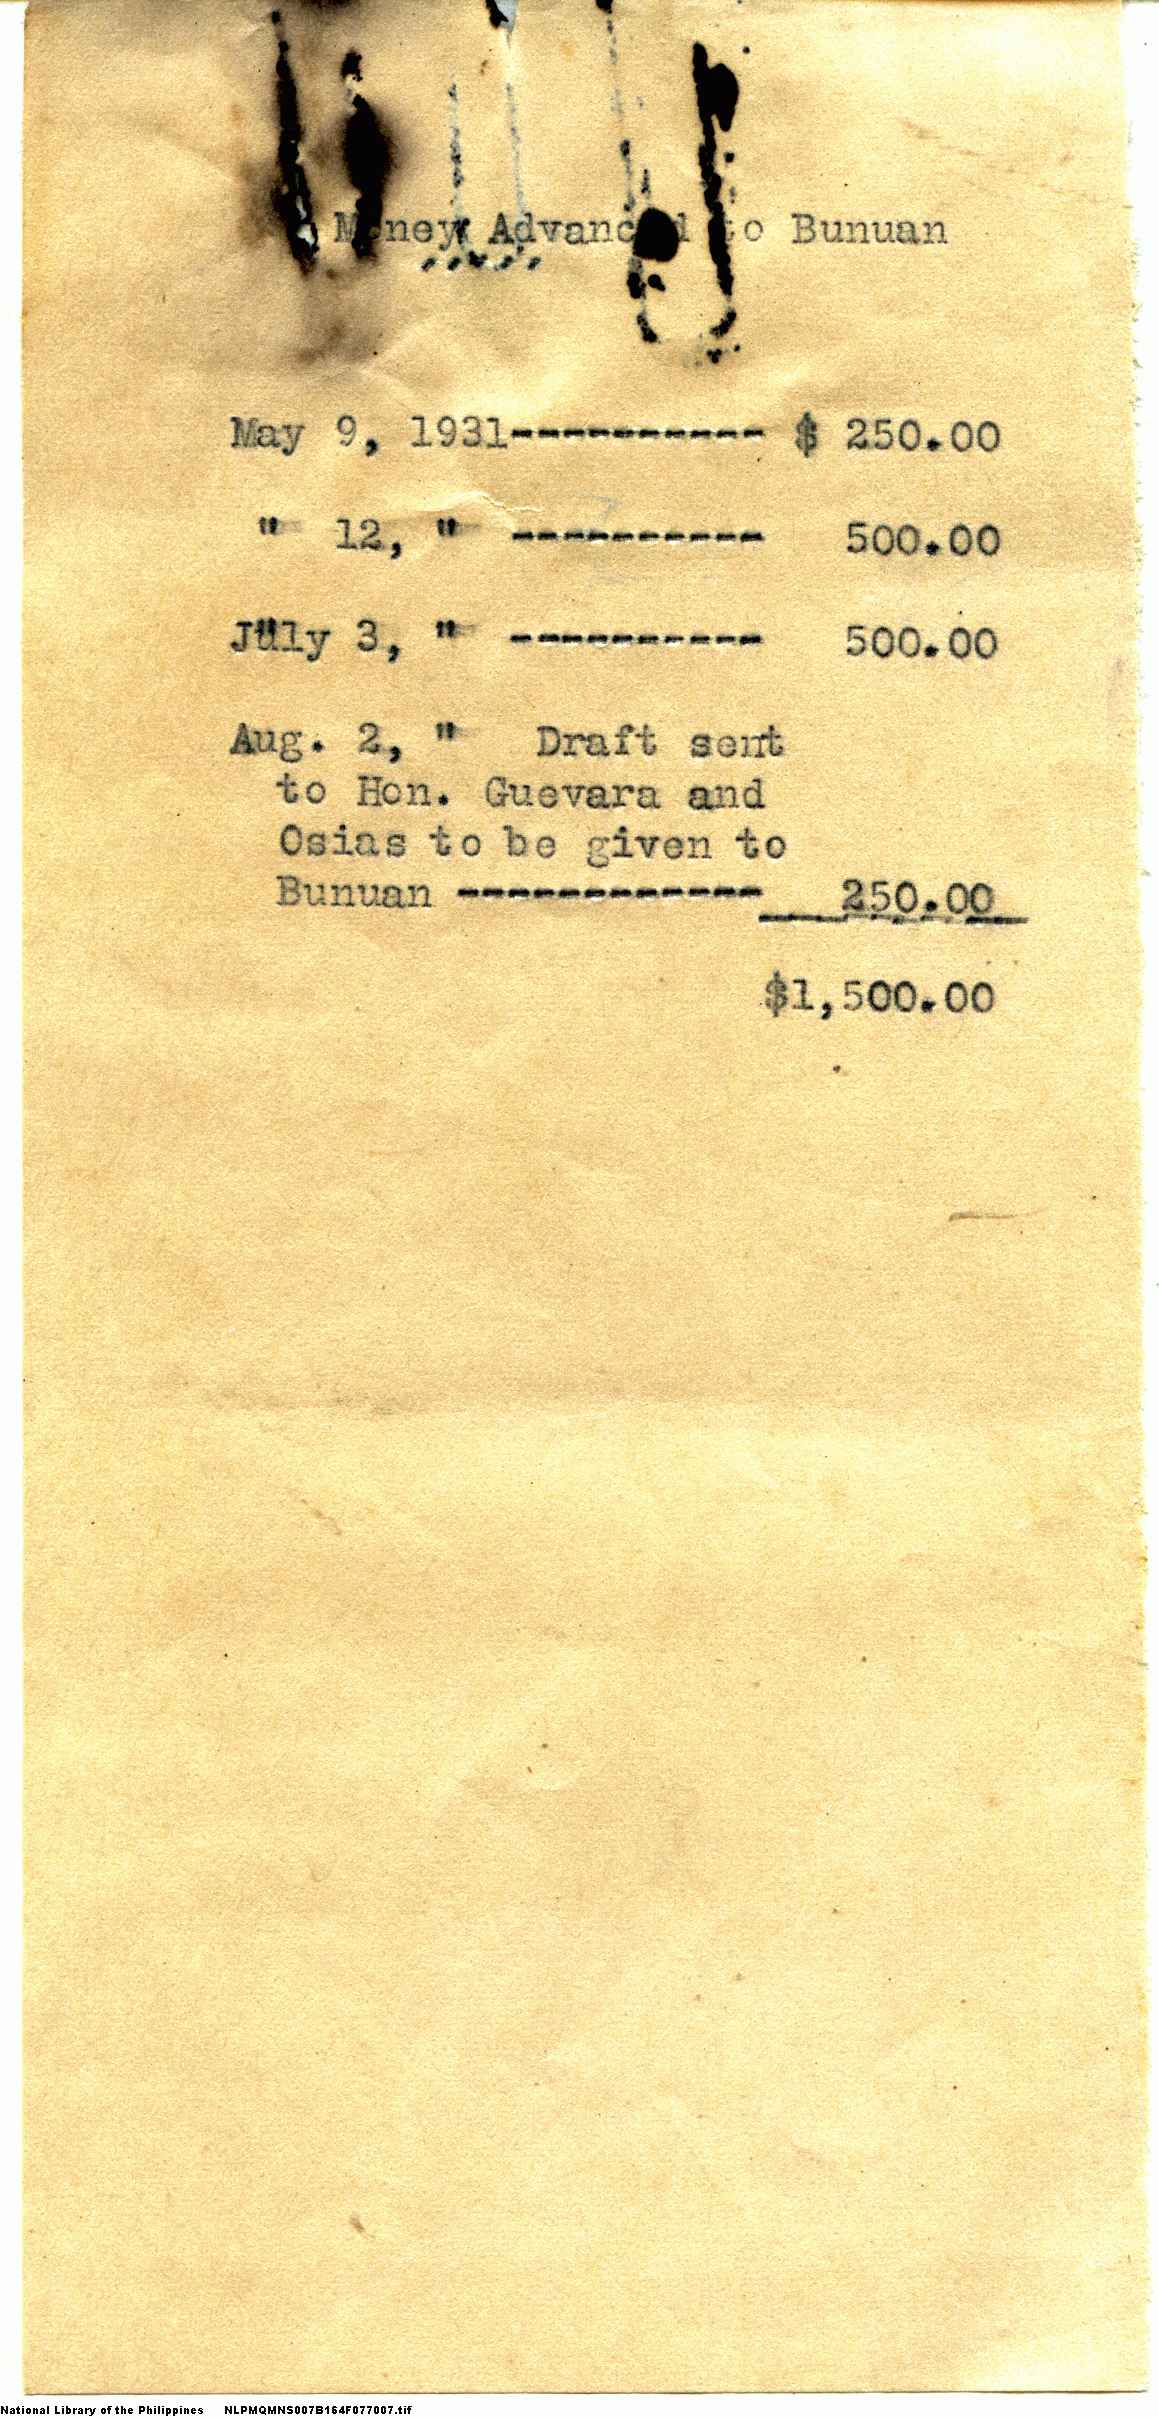 Money Advanced to Bunuan
May 9, 1931---------- $ 250.00
" 12, " ---------- 500.00
July 3, " ---------- 500.00
Aug. 2, " Draft sent
to Hon. Guevara and
Osias to be given to
Bunuan ------------ 250.00
$1,500.00
National Library of the Philippines NLPMQMNS007B164F077007.tif